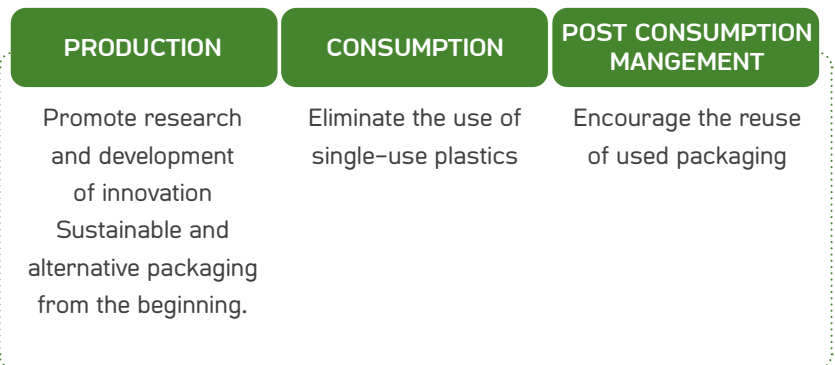 PRODUCTION
Promote research
and development
of innovation
Sustainable and
alternative packaging
from the beginning.
CONSUMPTION
Eliminate the use of
single-use plastics
POST CONSUMPTION
MANGEMENT
Encourage the reuse
of used packaging